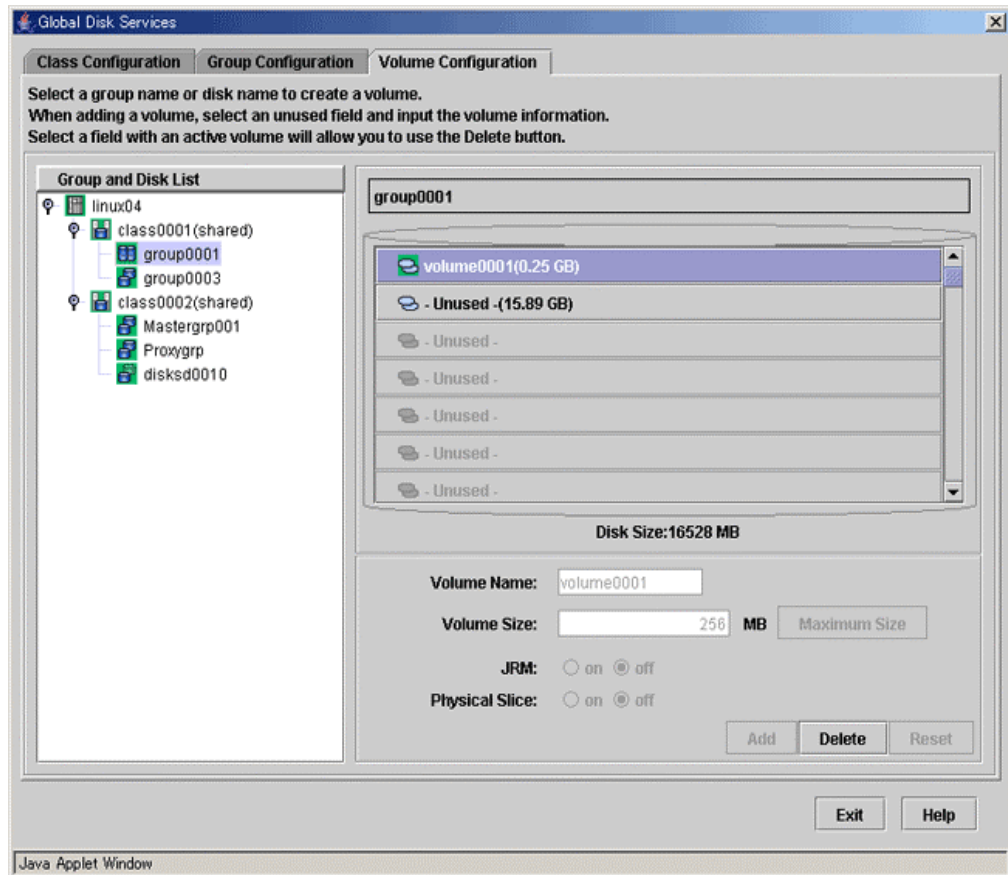 Global Disk Services
Class Configuration Group Configuration Volume Configuration
Select a group name or disk name to create a volume.
When adding a volume, select an unused field and input the volume information.
Select a field with an active volume will allow you to use the Delete button.
Group and Disk List
linux04
class0001(shared)
group0001
group0003
class0002(shared)
Mastergrp001
Proxygrp
disksd0010
group0001
volume0001(0.25 GB)
- Unused -(15.89 GB)
- Unused -
- Unused -
- Unused -
- Unused -
- Unused -
Disk Size:16528 MB
Volume Name: volume0001
Volume Size: 256 MB Maximum Size
JRM: on off
Physical Slice: on off
Add Delete Reset
Exit Help
Java Applet Window